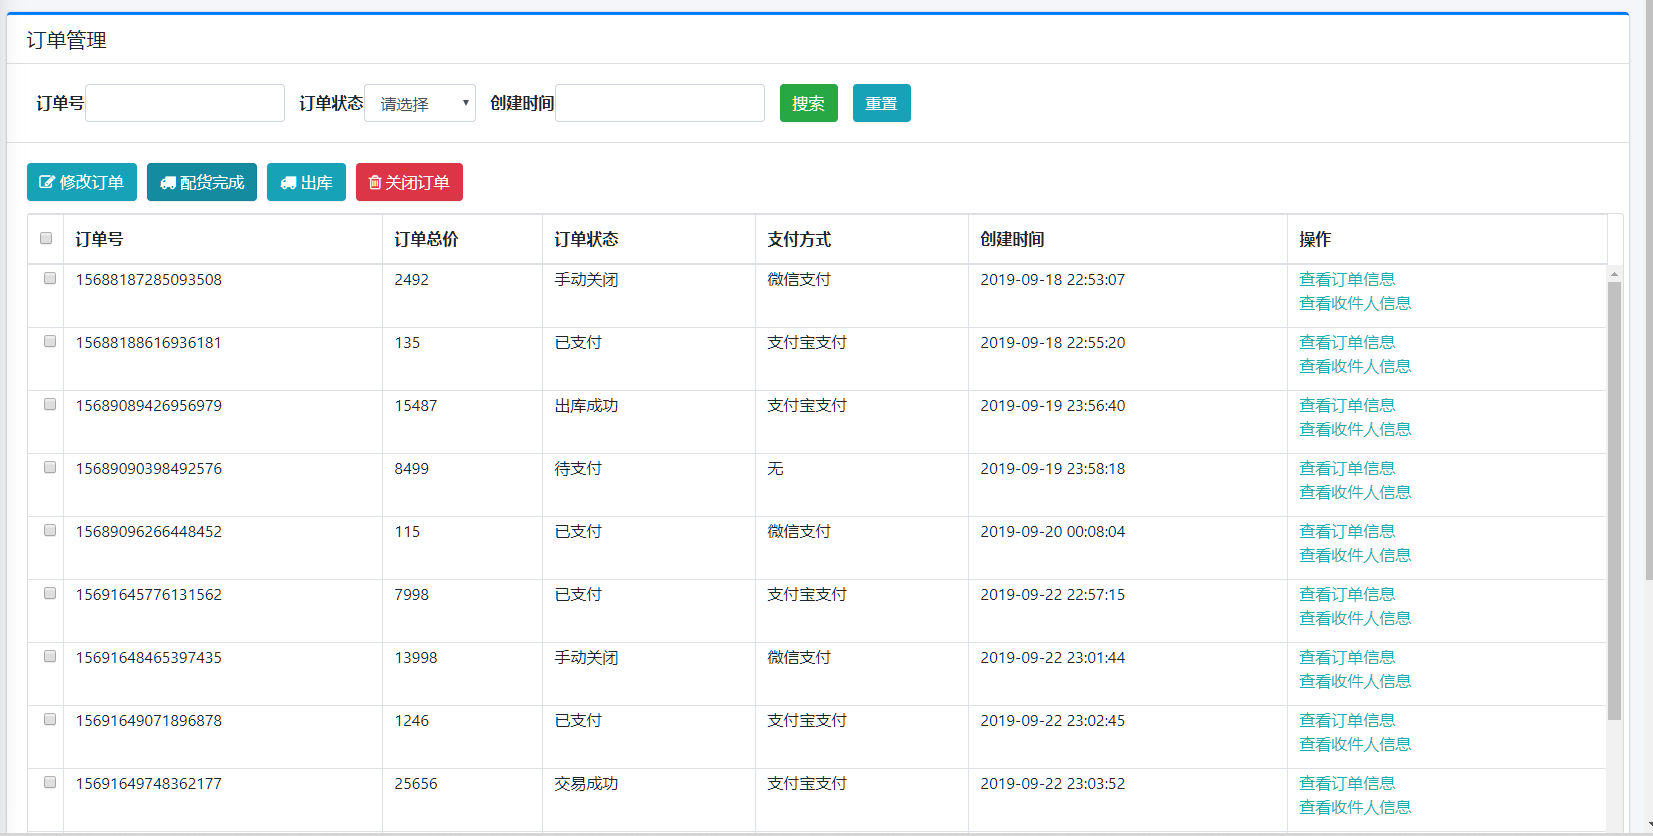 订单管理
订单号 订单状态 请选择 创建时间 搜索 重置
修改订单 配货完成 出库 关闭订单
订单号 订单总价 订单状态 支付方式 创建时间 操作
15688187285093508 2492 手动关闭 微信支付 2019-09-18 22:53:07 查看订单信息
查看收件人信息
15688188616936181 135 已支付 支付宝支付 2019-09-18 22:55:20 查看订单信息
查看收件人信息
15689089426956979 15487 出库成功 支付宝支付 2019-09-19 23:56:40 查看订单信息
查看收件人信息
15689090398492576 8499 待支付 无 2019-09-19 23:58:18 查看订单信息
查看收件人信息
15689096266448452 115 已支付 微信支付 2019-09-20 00:08:04 查看订单信息
查看收件人信息
15691645776131562 7998 已支付 支付宝支付 2019-09-22 22:57:15 查看订单信息
查看收件人信息
15691648465397435 13998 手动关闭 微信支付 2019-09-22 23:01:44 查看订单信息
查看收件人信息
15691649071896878 1246 已支付 支付宝支付 2019-09-22 23:02:45 查看订单信息
查看收件人信息
15691649748362177 25656 交易成功 支付宝支付 2019-09-22 23:03:52 查看订单信息
查看收件人信息